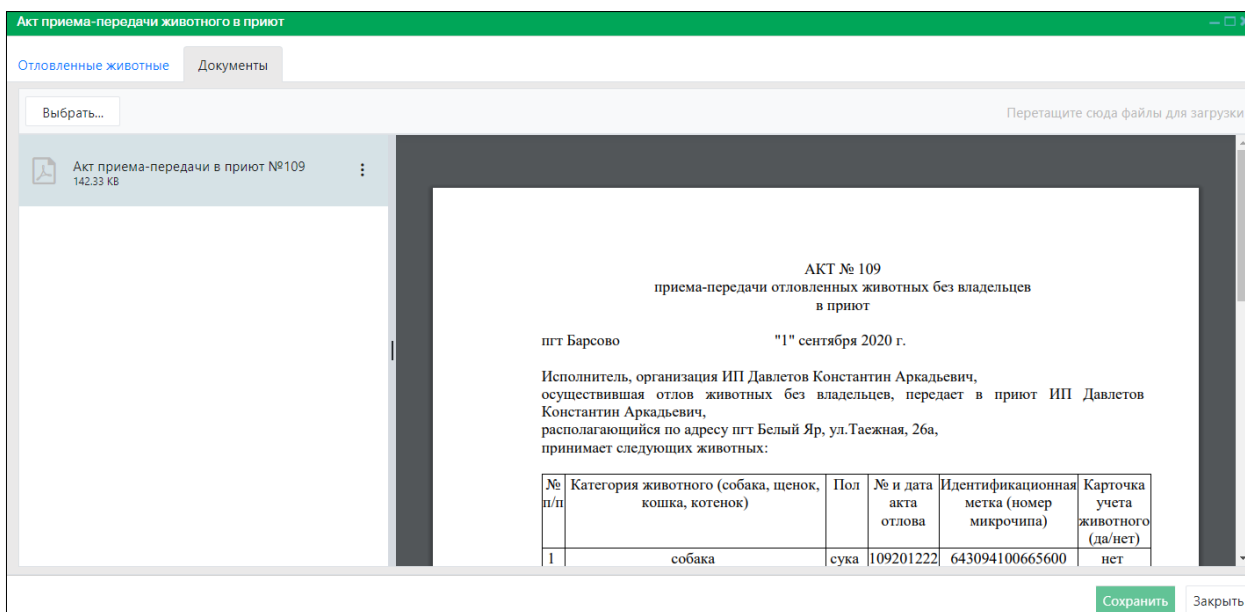 Акт приема-передачи животного в приют
Отловленные животные Документы
Выбрать... Перетащите сюда файлы для загрузки
Акт приема-передачи в приют №109
142.33 KB
АКТ № 109
приема-передачи отловленных животных без владельцев
в приют
пгт Барсово "1" сентября 2020 г.
Исполнитель, организация ИП Давлетов Константин Аркадьевич,
осуществившая отлов животных без владельцев, передает в приют ИП Давлетов
Константин Аркадьевич,
располагающийся по адресу пгт Белый Яр, ул.Таежная, 26а,
принимает следующих животных:
№ Категория животного (собака, щенок, Пол № и дата Идентификационная Карточка
п/п кошка, котенок) акта метка (номер учета
отлова микрочипа) животного
(да/нет)
1 собака сука 109201222 643094100665600 нет
Сохранить Закрыть